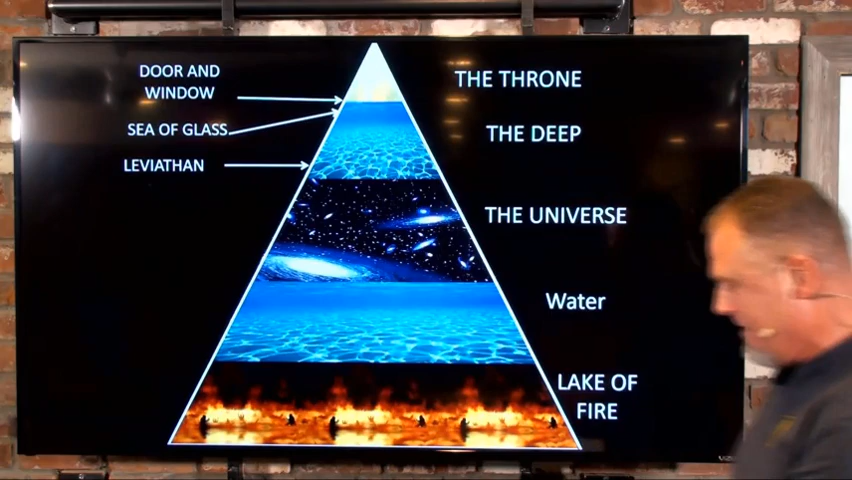 DOOR AND
WINDOW
SEA OF GLASS
LEVIATHAN
THE THRONE
THE DEEP
THE UNIVERSE
Water
LAKE OF
FIRE